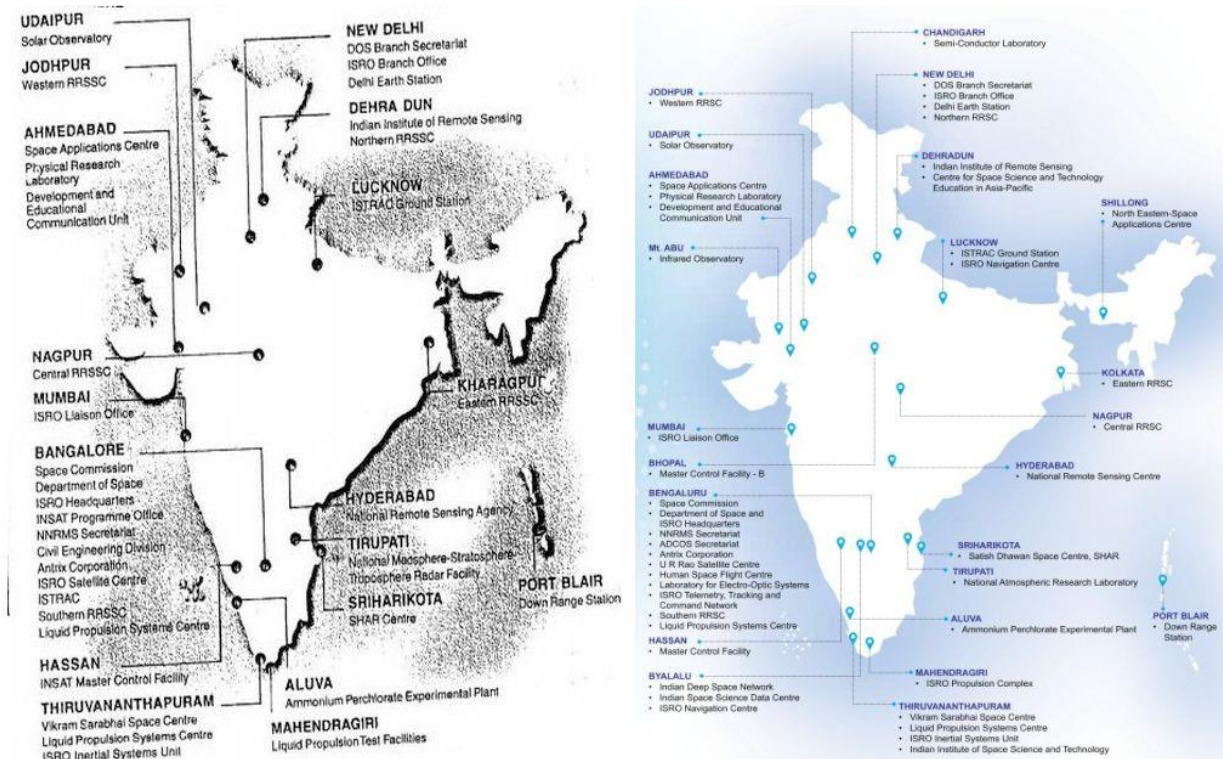 UDAIPUR
Solar Observatory
JODHPUR
Western RRSSC
AHMEDABAD
Space Applications Centre
Physical Research
Laboratory
Development and
Educational
Communication Unit
NAGPUR
Central RRSSC
MUMBAI
ISRO Liaison Office
BANGALORE
Space Commission
Department of Space
ISRO Headquarters
INSAT Programme Office
NNRMS Secretariat
Civil Engineering Division
Antrix Corporation
ISRO Satellite Centre
ISTRAC
Southern RRSSC
Liquid Propulsion Systems Centre
HASSAN
INSAT Master Control Facility
THIRUVANANTHAPURAM
Vikram Sarabhai Space Centre
Liquid Propulsion Systems Centre
ISRO Inertial Systems Unit
NEW DELHI
DOS Branch Secretariat
ISRO Branch Office
Delhi Earth Station
DEHRA DUN
Indian Institute of Remote Sensing
Northern RRSSC
LUCKNOW
ISTRAC Ground Station
KHARAGPUR
Eastern RRSSC
HYDERABAD
National Remote Sensing Agency
TIRUPATI
National Mesosphere-Stratosphere-
Troposphere Radar Facility
SRIHARIKOTA
SHAR Centre
PORT BLAIR
Down Range Station
ALUVA
Ammonium Perchlorate Experimental Plant
MAHENDRAGIRI
Liquid Propulsion Test Facilities
JODHPUR
• Western RRSC
UDAIPUR
• Solar Observatory
AHMEDABAD
• Space Applications Centre
• Physical Research Laboratory
• Development and Educational
Communication Unit
Mt. ABU
• Infrared Observatory
MUMBAI
• ISRO Liaison Office
BHOPAL
• Master Control Facility - B
BENGALURU
• Space Commission
• Department of Space and
ISRO Headquarters
• NNRMS Secretariat
• ADCOS Secretariat
• Antrix Corporation
• U R Rao Satellite Centre
• Human Space Flight Centre
• Laboratory for Electro-Optic Systems
• ISRO Telemetry, Tracking and
Command Network
• Southern RRSC
• Liquid Propulsion Systems Centre
HASSAN
• Master Control Facility
BYALALU
• Indian Deep Space Network
• Indian Space Science Data Centre
• ISRO Navigation Centre
CHANDIGARH
• Semi-Conductor Laboratory
NEW DELHI
• DOS Branch Secretariat
• ISRO Branch Office
• Delhi Earth Station
• Northern RRSC
DEHRADUN
• Indian Institute of Remote Sensing
• Centre for Space Science and Technology
Education in Asia-Pacific
SHILLONG
• North Eastern-Space
Applications Centre
LUCKNOW
• ISTRAC Ground Station
• ISRO Navigation Centre
KOLKATA
• Eastern RRSC
NAGPUR
• Central RRSC
HYDERABAD
• National Remote Sensing Centre
SRIHARIKOTA
• Satish Dhawan Space Centre, SHAR
TIRUPATI
• National Atmospheric Research Laboratory
PORT BLAIR
• Down Range
Station
ALUVA
• Ammonium Perchlorate Experimental Plant
MAHENDRAGIRI
• ISRO Propulsion Complex
THIRUVANANTHAPURAM
• Vikram Sarabhai Space Centre
• Liquid Propulsion Systems Centre
• ISRO Inertial Systems Unit
• Indian Institute of Space Science and Technology